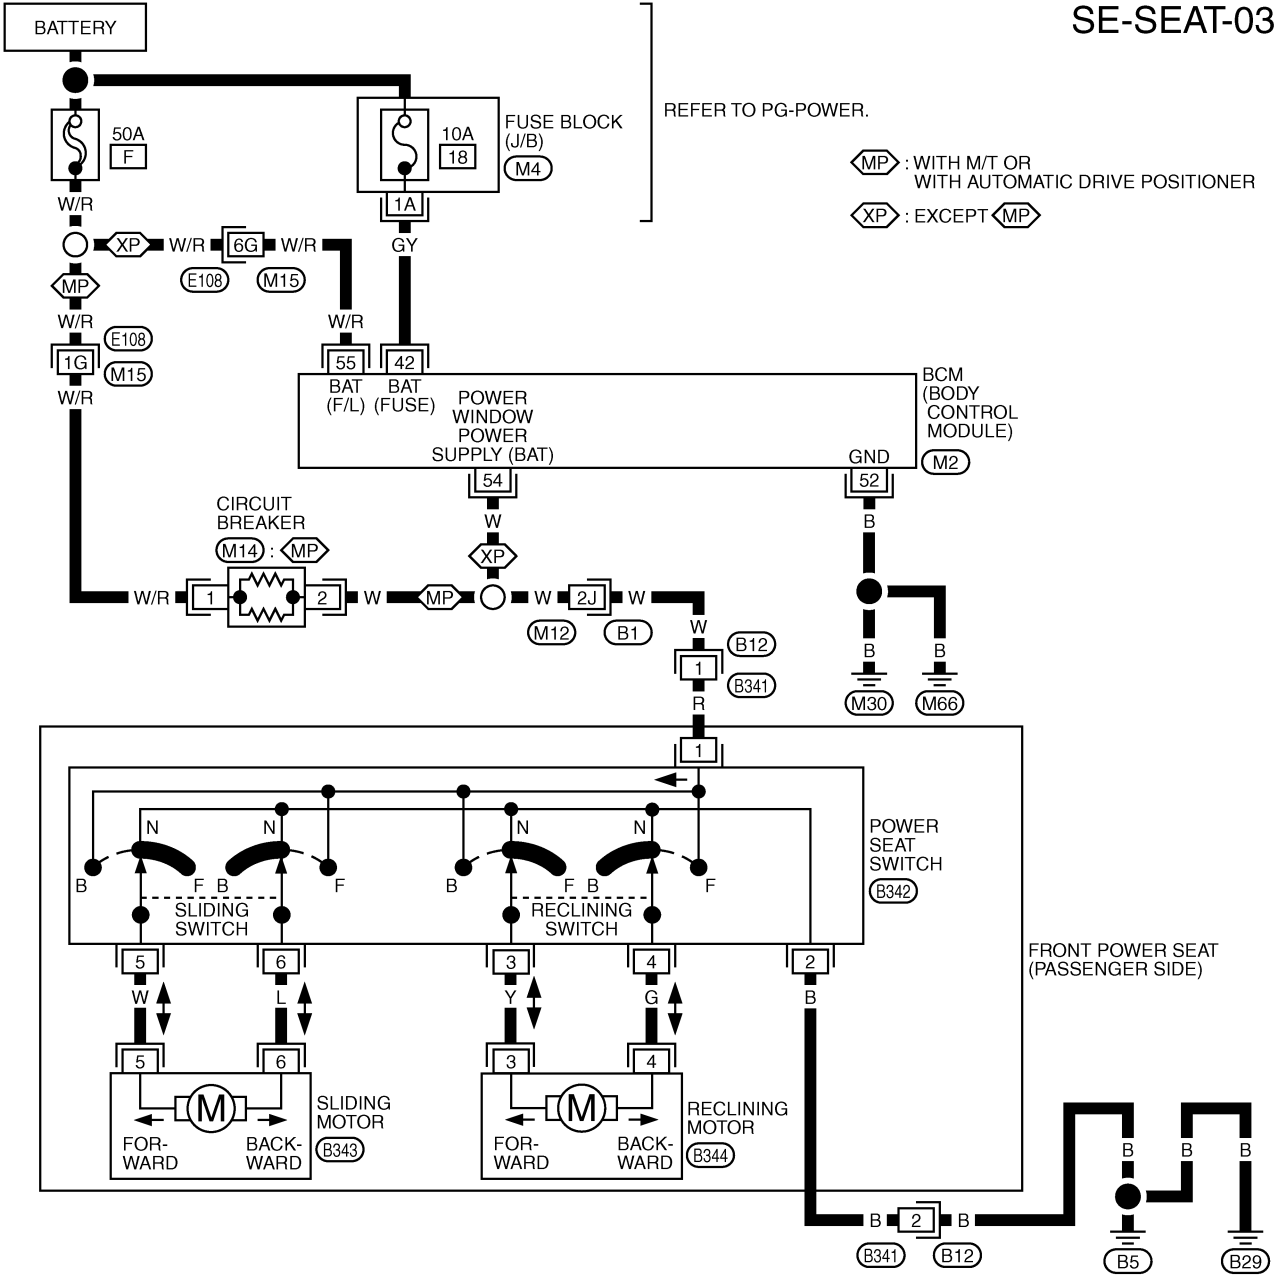 SE-SEAT-03
BATTERY
REFER TO PG-POWER.
50A
F
10A
18
FUSE BLOCK
(J/B)
M4
MP : WITH M/T OR
WITH AUTOMATIC DRIVE POSITIONER
XP : EXCEPT MP
W/R
1A
XP W/R 6G W/R
GY
E108 M15
MP
W/R
W/R
E108
1G
M15
W/R
55 42
BAT
(F/L)
BAT
(FUSE)
POWER
WINDOW
POWER
SUPPLY (BAT)
GND
BCM
(BODY
CONTROL
MODULE)
M2
54
52
W
B
XP
CIRCUIT
BREAKER
M14 : MP
W/R 1 2 W MP W 2J W
M12 B1
W
B12
1
B341
R
B B
M30 M66
1
N N N N
B F B F B F B F
SLIDING
SWITCH
RECLINING
SWITCH
POWER
SEAT
SWITCH
B342
5 6 3 4 2
W L Y G B
FRONT POWER SEAT
(PASSENGER SIDE)
5 6 3 4
M M
FOR-
WARD
BACK-
WARD
SLIDING
MOTOR
B343
FOR-
WARD
BACK-
WARD
RECLINING
MOTOR
B344
B B B
B 2 B
B341 B12
B5 B29